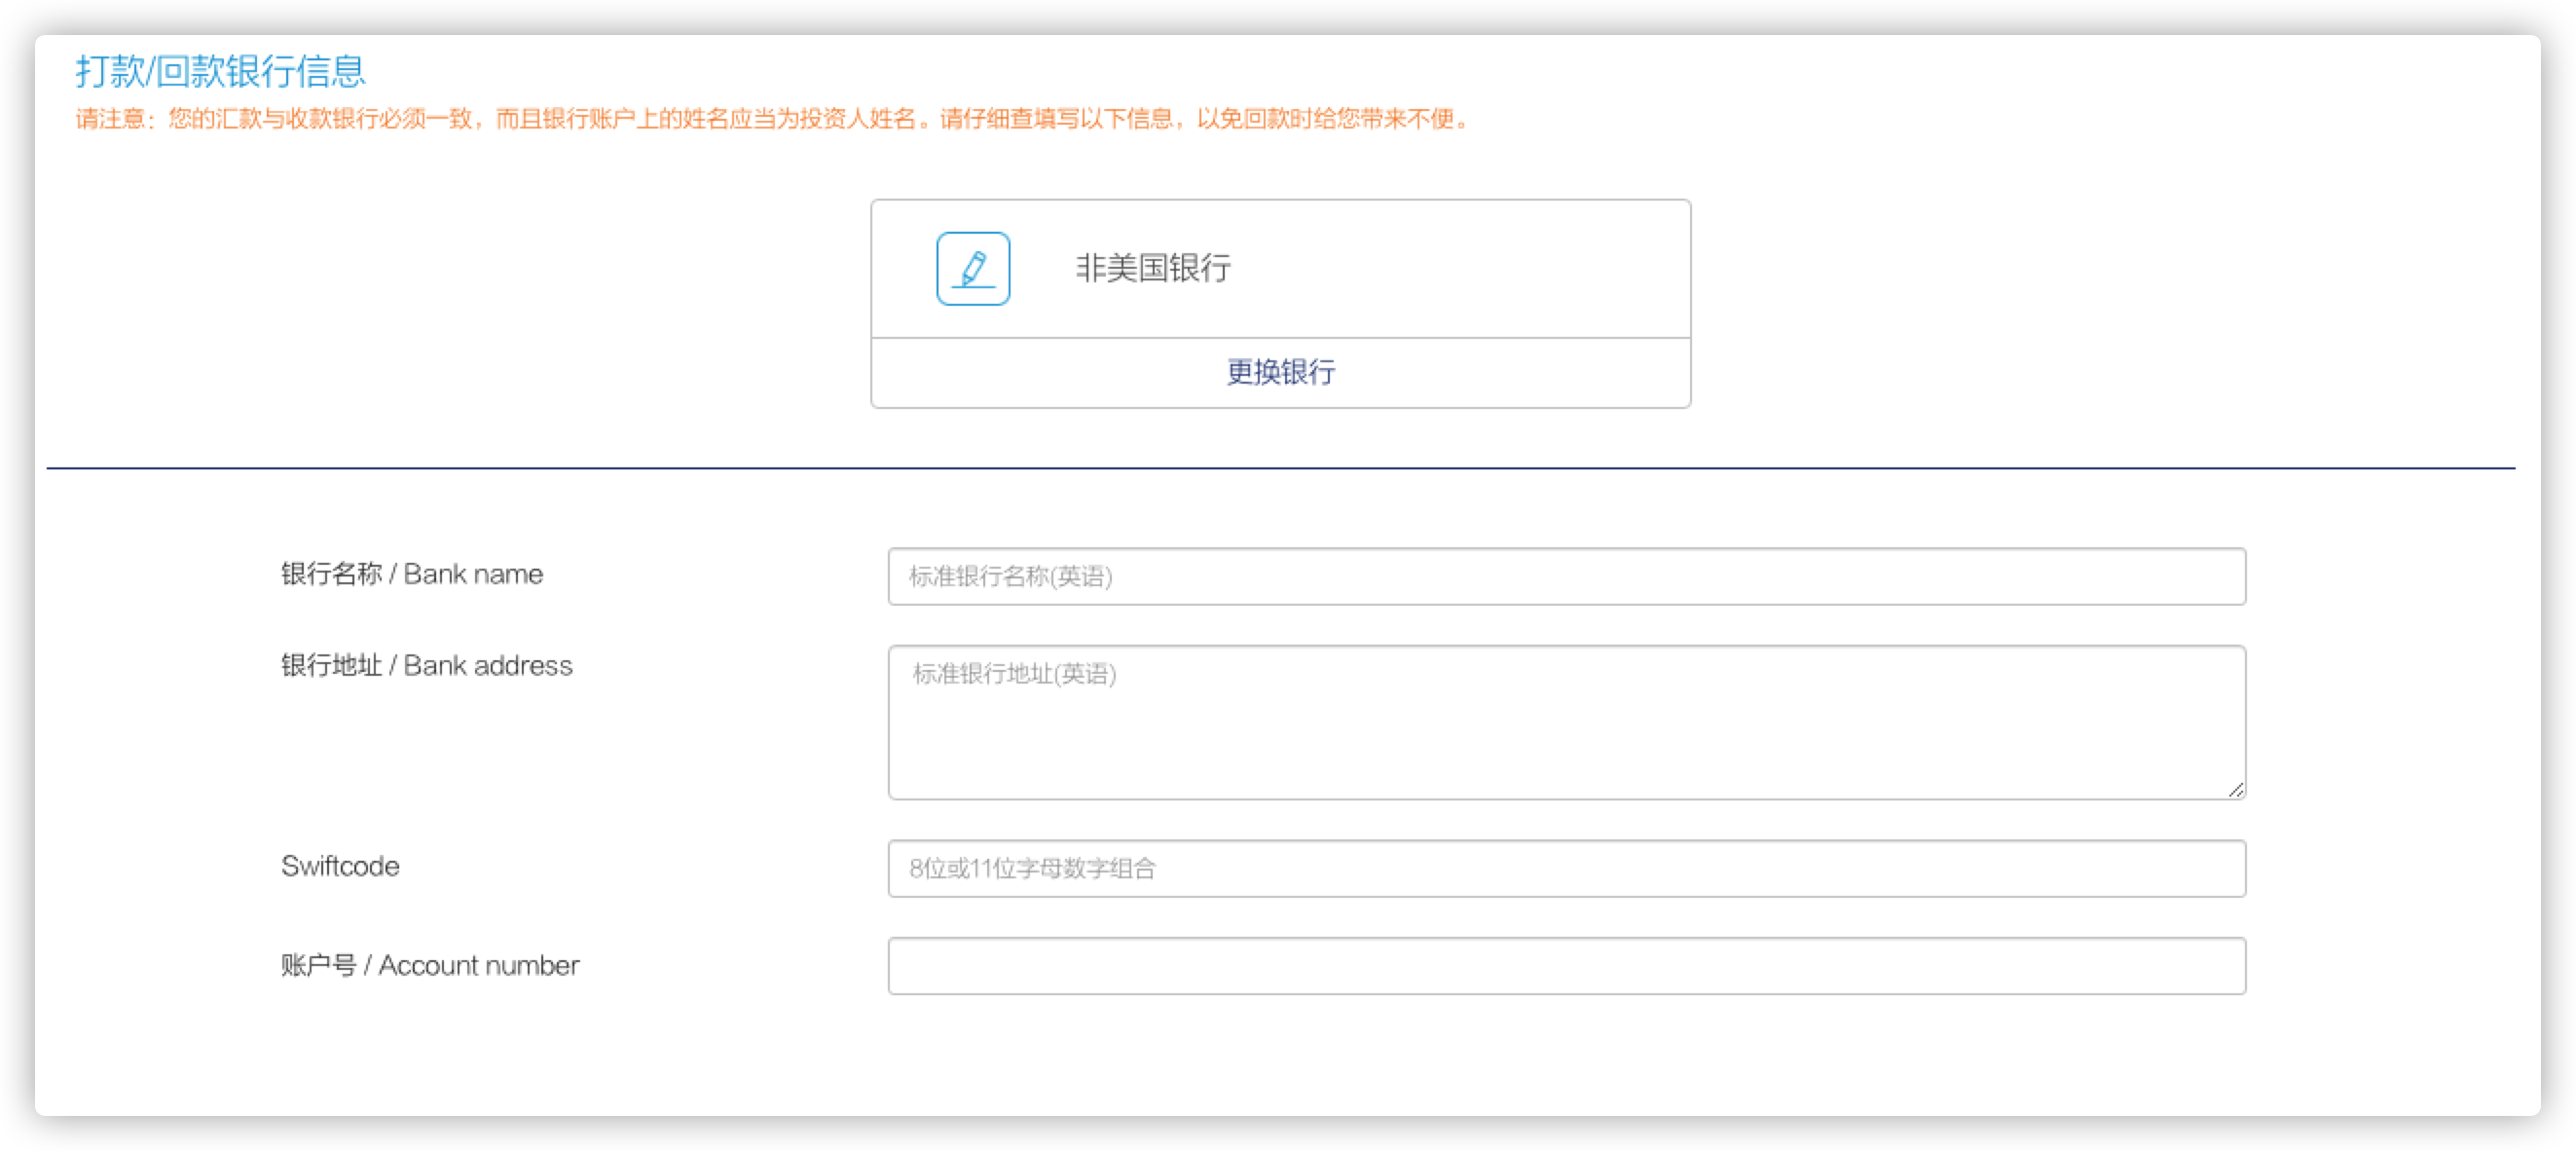 打款/回款银行信息
请注意：您的汇款与收款银行必须一致，而且银行账户上的姓名应当为投资人姓名。请仔细查填写以下信息，以免回款时给您带来不便。
非美国银行
更换银行
银行名称 / Bank name
标准银行名称(英语)
银行地址 / Bank address
标准银行地址(英语)
Swiftcode
8位或11位字母数字组合
账户号 / Account number